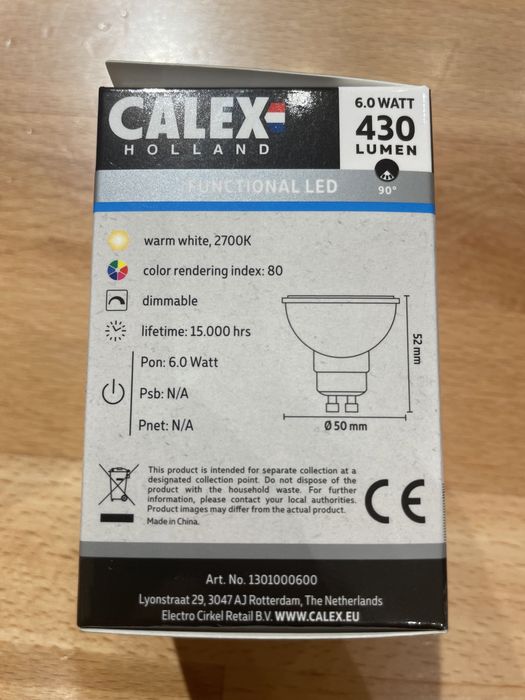 CALEX
HOLLAND
6.0 WATT
430
LUMEN
90°
FUNCTIONAL LED
warm white, 2700K
color rendering index: 80
dimmable
lifetime: 15.000 hrs
Pon: 6.0 Watt
Psb: N/A
Pnet: N/A
52 mm
Ø 50 mm
This product is intended for separate collection at a
designated collection point. Do not dispose of the
product with the household waste. For further
information, please contact your local authorities.
Product images may differ from the actual product.
Made in China.
CE
Art. No. 1301000600
Lyonstraat 29, 3047 AJ Rotterdam, The Netherlands
Electro Cirkel Retail B.V. WWW.CALEX.EU